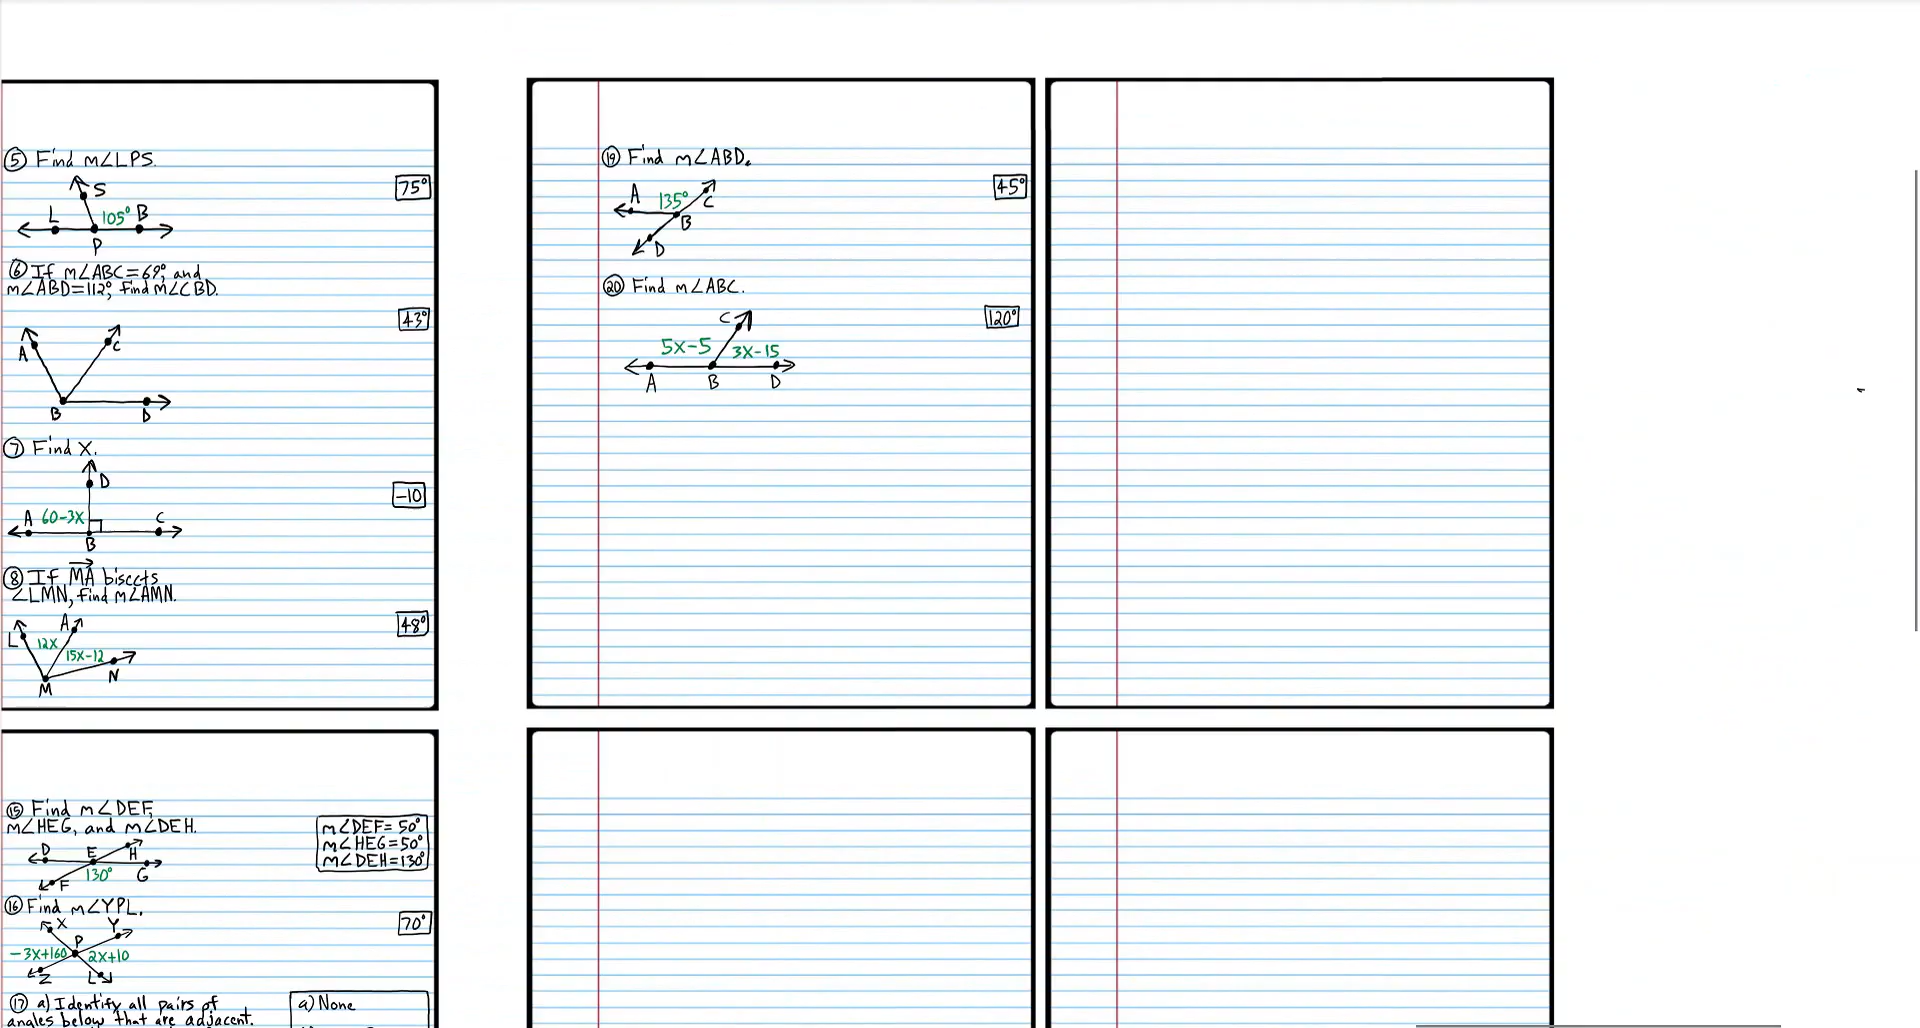 ⑤ Find m∠LPS.
75°
S
L 105° B
P
⑥ If m∠ABC=69°, and
m∠ABD=112°, find m∠CBD.
43°
A C
B D
⑦ Find X.
D
-10
A 60-3x C
B
⑧ If MA bisects
∠LMN, find m∠AMN.
48°
L A
12x
15x-12
N
M
⑮ Find m∠DEF,
m∠HEG, and m∠DEH.
m∠DEF=50°
m∠HEG=50°
m∠DEH=130°
D E H
F 130° G
⑯ Find m∠YPL.
70°
X Y
P
-3x+160 2x+10
Z L
⑰ a) Identify all pairs of
angles below that are adjacent.
a) None
⑲ Find m∠ABD.
45°
A 135° C
B
D
⑳ Find m∠ABC.
120°
C
5x-5 3x-15
A B D